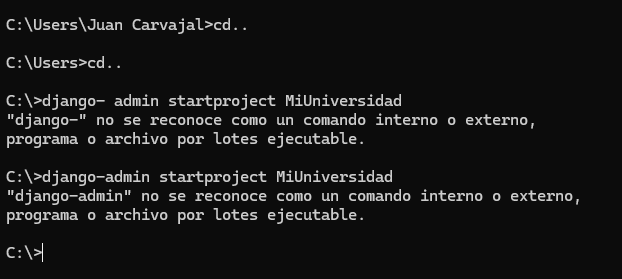 C:\Users\Juan Carvajal>cd..
C:\Users>cd..
C:\>django- admin startproject MiUniversidad
"django-" no se reconoce como un comando interno o externo,
programa o archivo por lotes ejecutable.
C:\>django-admin startproject MiUniversidad
"django-admin" no se reconoce como un comando interno o externo,
programa o archivo por lotes ejecutable.
C:\>